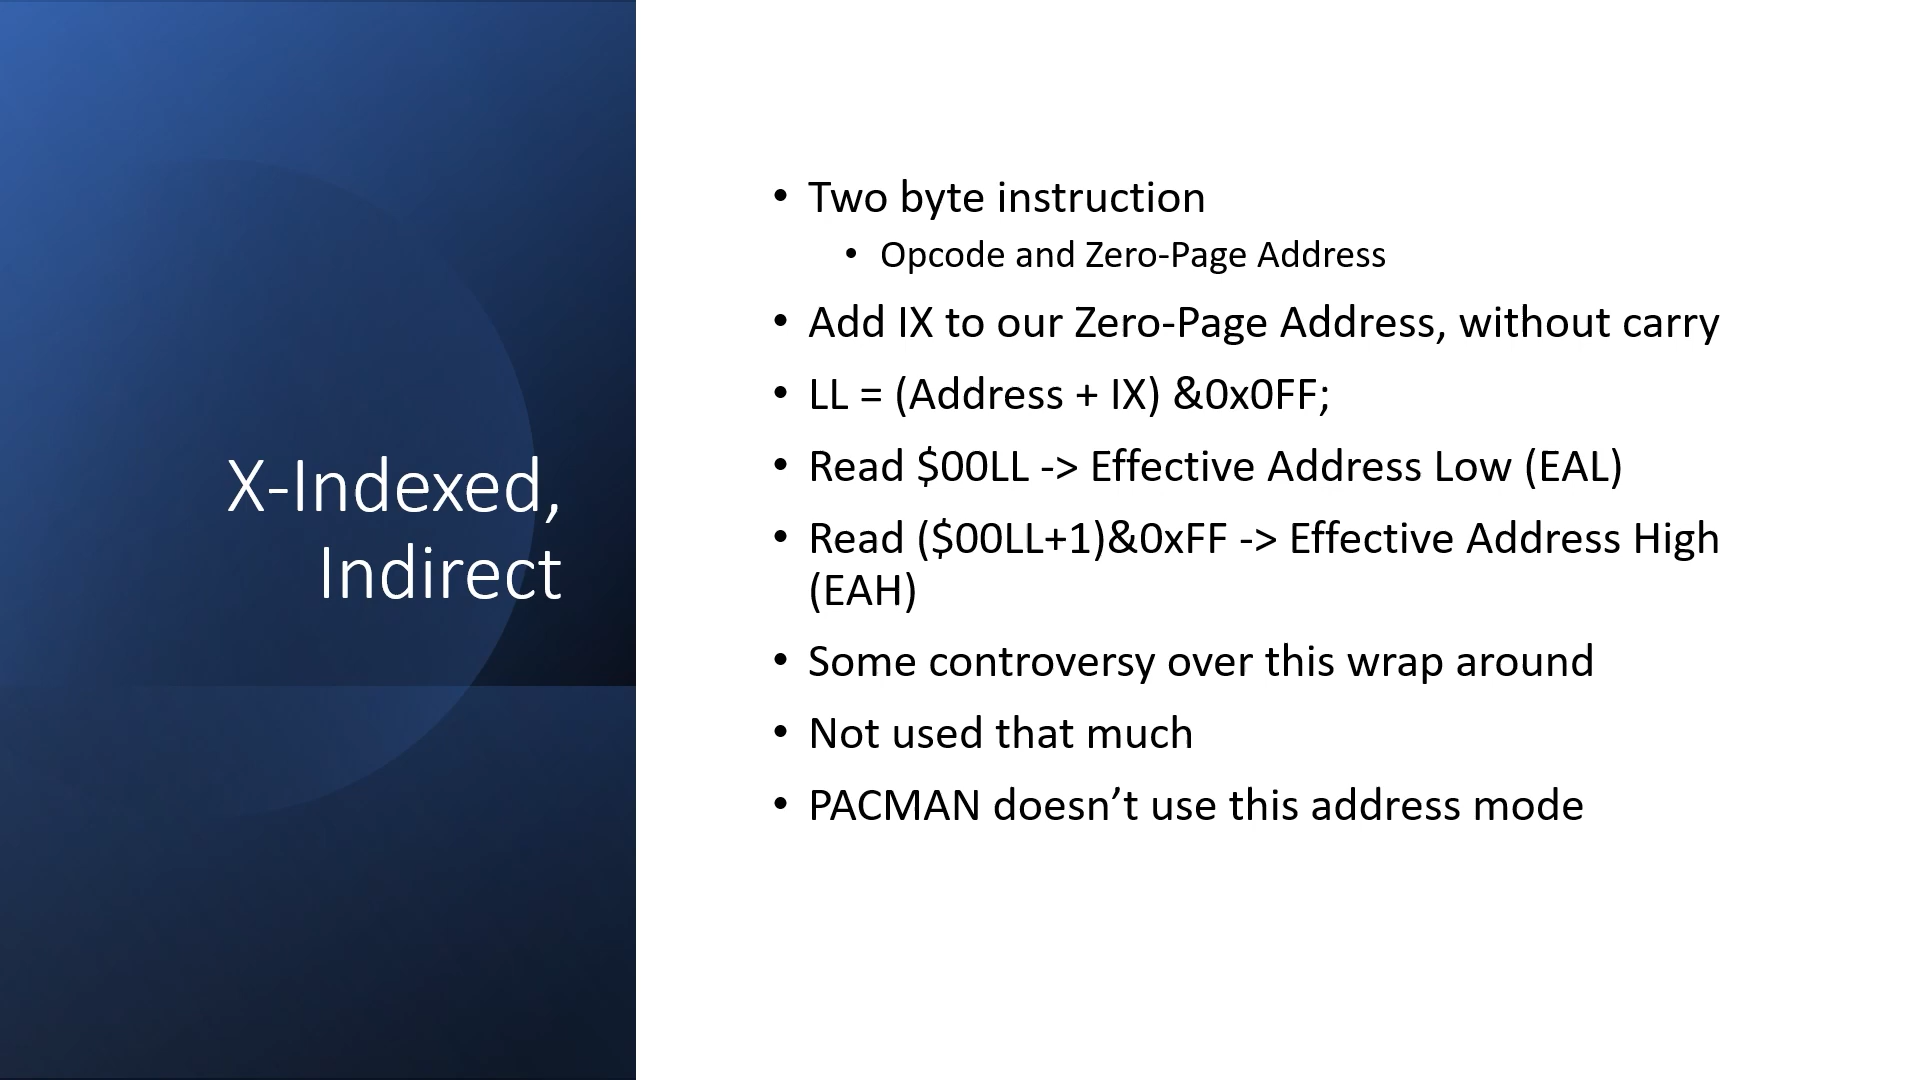 X-Indexed,
Indirect
• Two byte instruction
• Opcode and Zero-Page Address
• Add IX to our Zero-Page Address, without carry
• LL = (Address + IX) &0x0FF;
• Read $00LL -> Effective Address Low (EAL)
• Read ($00LL+1)&0xFF -> Effective Address High
(EAH)
• Some controversy over this wrap around
• Not used that much
• PACMAN doesn’t use this address mode